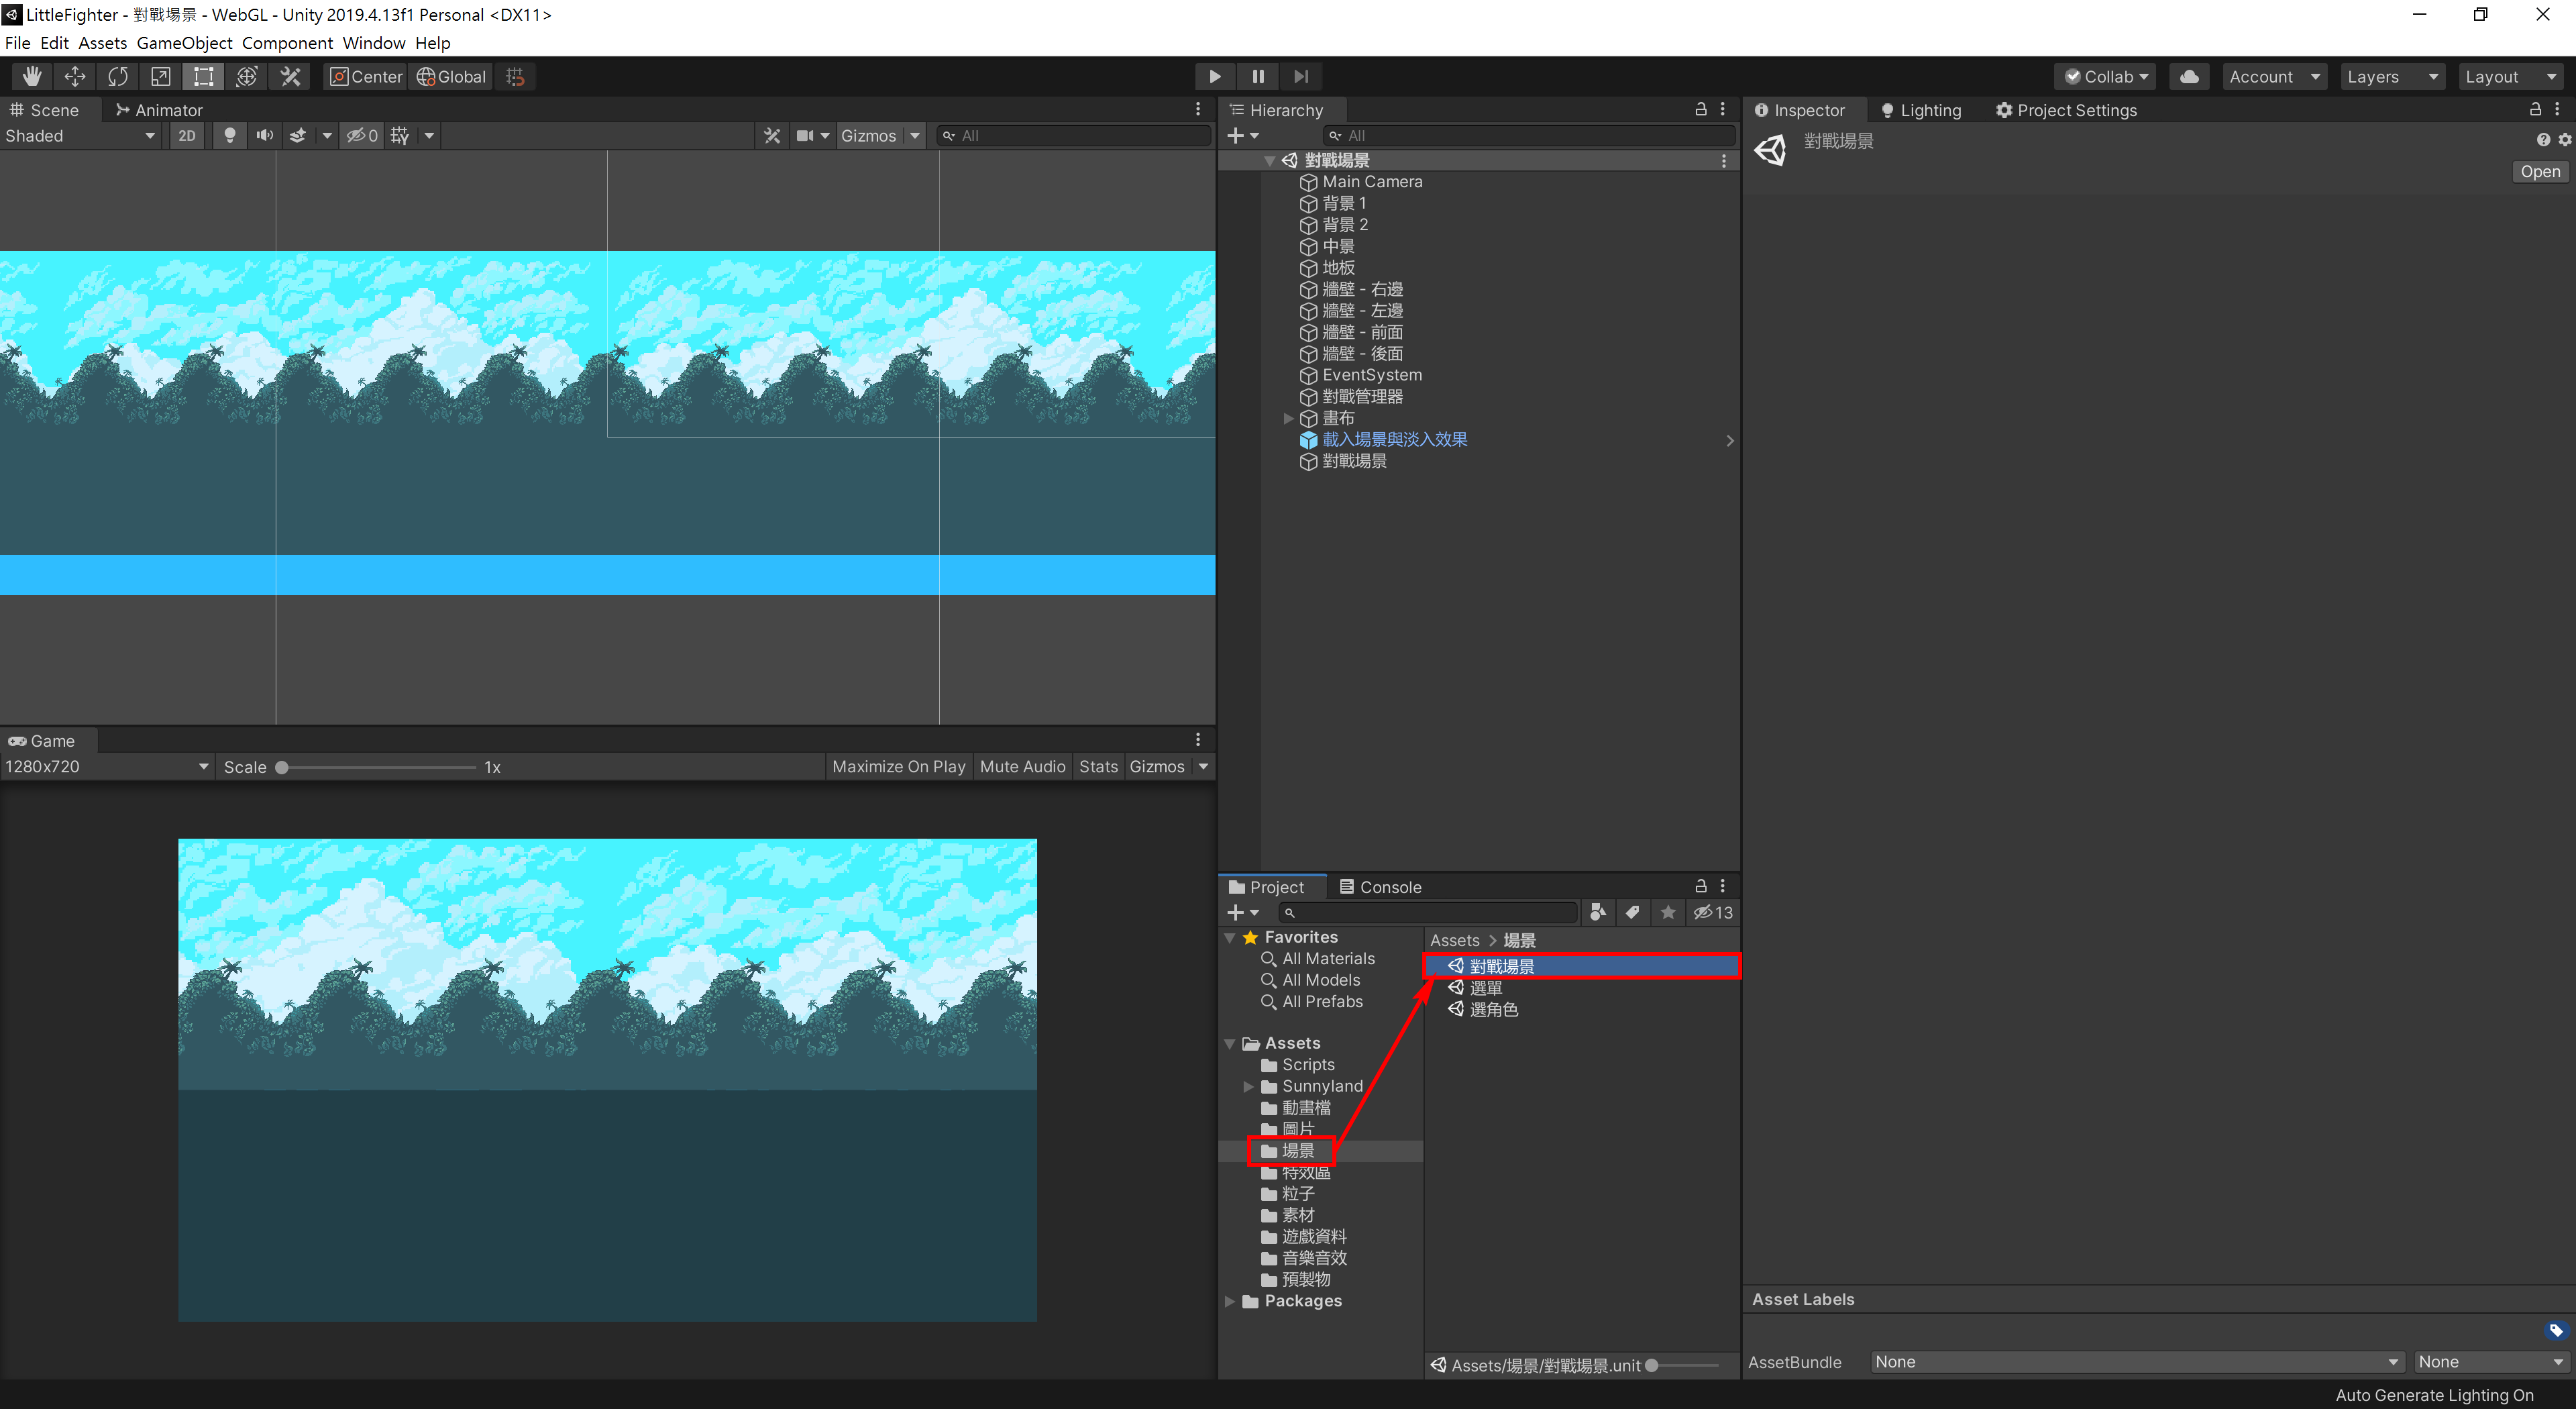 LittleFighter - 對戰場景 - WebGL - Unity 2019.4.13f1 Personal <DX11>
File Edit Assets GameObject Component Window Help
Center Global
Collab Account Layers Layout
Scene Animator
Shaded 2D 0 Gizmos All
Hierarchy
All
對戰場景
Main Camera
背景 1
背景 2
中景
地板
牆壁 - 右邊
牆壁 - 左邊
牆壁 - 前面
牆壁 - 後面
EventSystem
對戰管理器
畫布
載入場景與淡入效果
對戰場景
Inspector Lighting Project Settings
對戰場景
Open
Game
1280x720 Scale 1x Maximize On Play Mute Audio Stats Gizmos
Project Console
13
Favorites
All Materials
All Models
All Prefabs
Assets
Scripts
Sunnyland
動畫檔
圖片
場景
特效區
粒子
素材
遊戲資料
音樂音效
預製物
Packages
Assets > 場景
對戰場景
選單
選角色
Assets/場景/對戰場景.unit
Asset Labels
AssetBundle None None
Auto Generate Lighting On